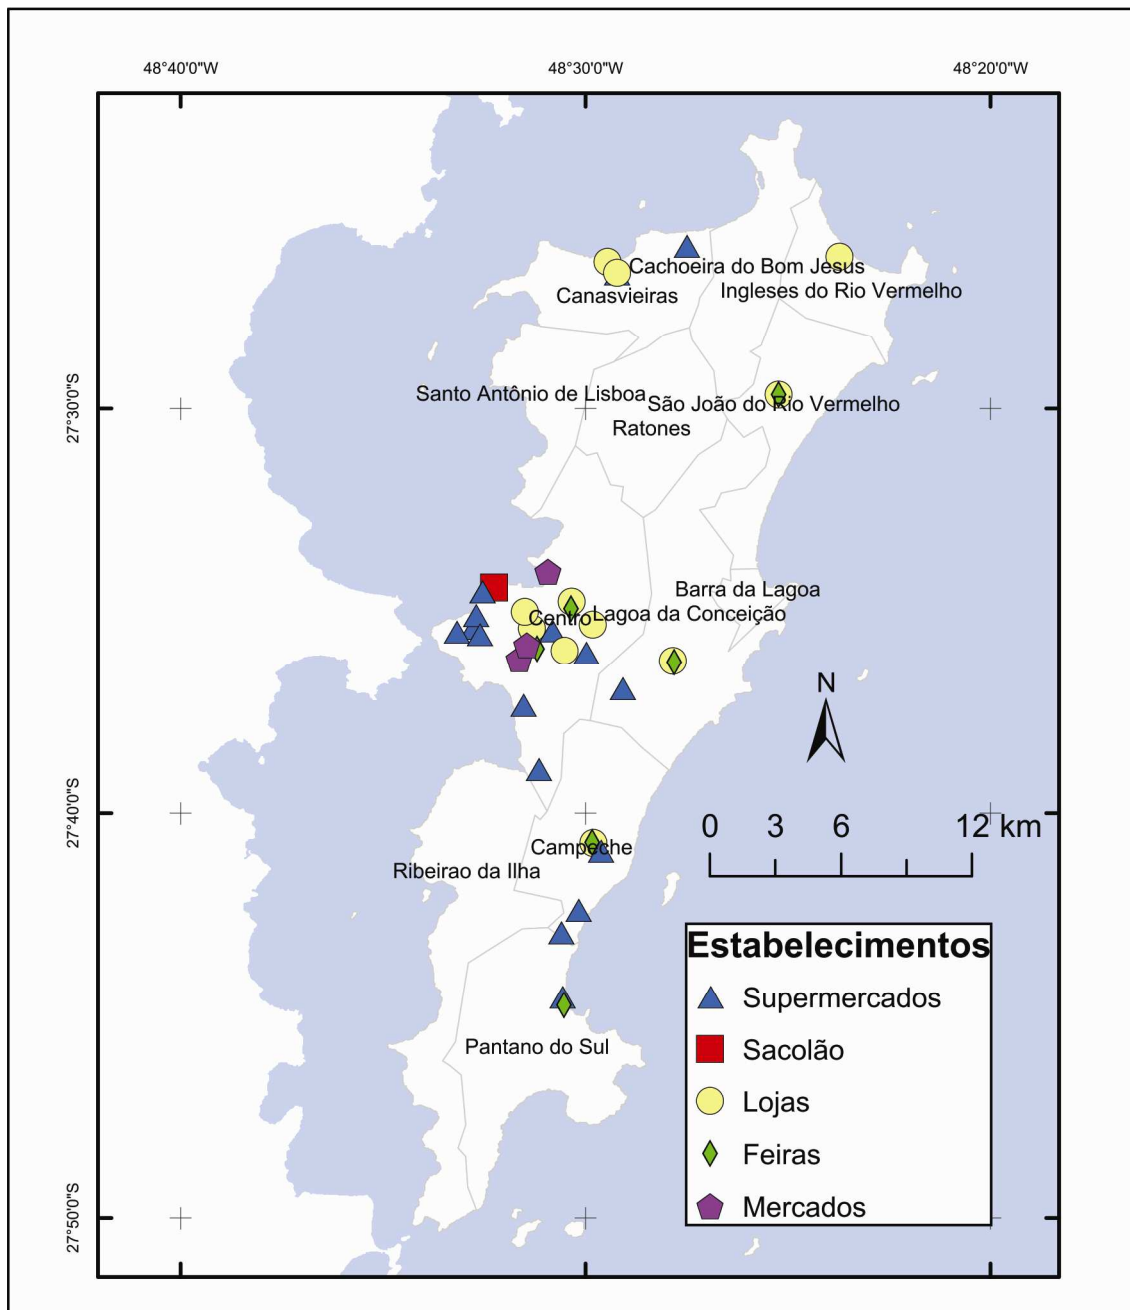 48°40'0"W
48°30'0"W
48°20'0"W
Cachoeira do Bom Jesus
Canasvieiras
Ingleses do Rio Vermelho
27°30'0"S
Santo Antônio de Lisboa
São João do Rio Vermelho
Ratones
Barra da Lagoa
Centro
Lagoa da Conceição
N
27°40'0"S
0 3 6 12 km
Campeche
Ribeirao da Ilha
Estabelecimentos
Supermercados
Pantano do Sul
Sacolão
Lojas
Feiras
Mercados
27°50'0"S